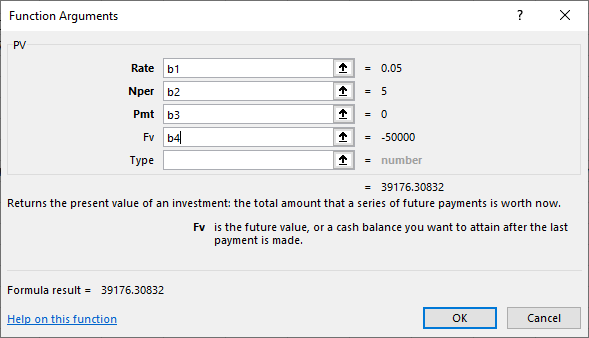 Function Arguments ?
PV
Rate b1 = 0.05
Nper b2 = 5
Pmt b3 = 0
Fv b4 = -50000
Type = number
= 39176.30832
Returns the present value of an investment: the total amount that a series of future payments is worth now.
Fv is the future value, or a cash balance you want to attain after the last
payment is made.
Formula result = 39176.30832
Help on this function OK Cancel